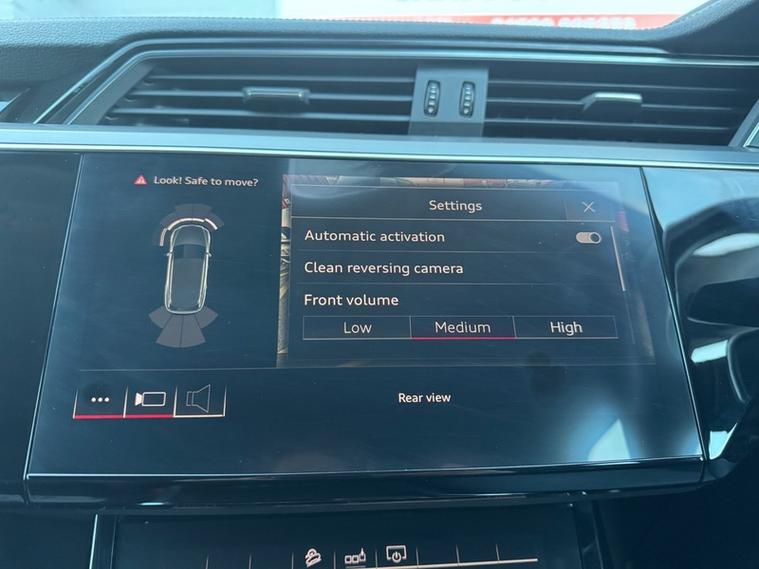 Look! Safe to move?
Settings
Automatic activation
Clean reversing camera
Front volume
Low Medium High
Rear view